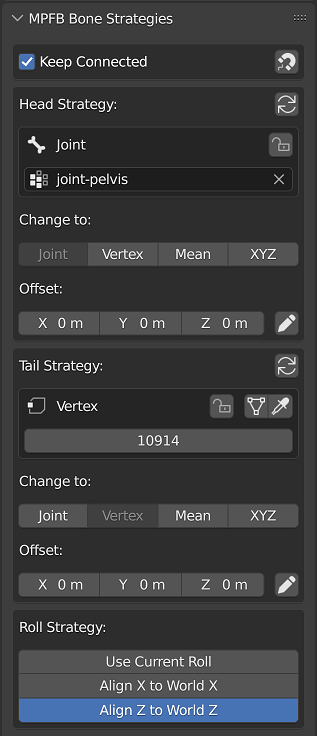 MPFB Bone Strategies
Keep Connected
Head Strategy:
Joint
joint-pelvis
Change to:
Joint Vertex Mean XYZ
Offset:
X 0 m Y 0 m Z 0 m
Tail Strategy:
Vertex
10914
Change to:
Joint Vertex Mean XYZ
Offset:
X 0 m Y 0 m Z 0 m
Roll Strategy:
Use Current Roll
Align X to World X
Align Z to World Z